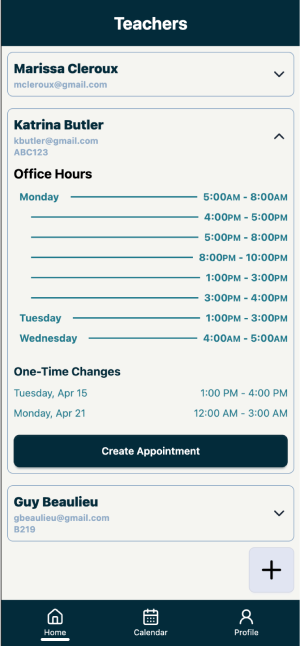 Teachers
Marissa Cleroux
mcleroux@gmail.com
Katrina Butler
kbutler@gmail.com
ABC123
Office Hours
Monday 5:00AM - 8:00AM
4:00PM - 5:00PM
5:00PM - 8:00PM
8:00PM - 10:00PM
1:00PM - 3:00PM
3:00PM - 4:00PM
Tuesday 1:00PM - 3:00PM
Wednesday 4:00AM - 5:00AM
One-Time Changes
Tuesday, Apr 15 1:00 PM - 4:00 PM
Monday, Apr 21 12:00 AM - 3:00 AM
Create Appointment
Guy Beaulieu
gbeaulieu@gmail.com
B219
+
Home Calendar Profile